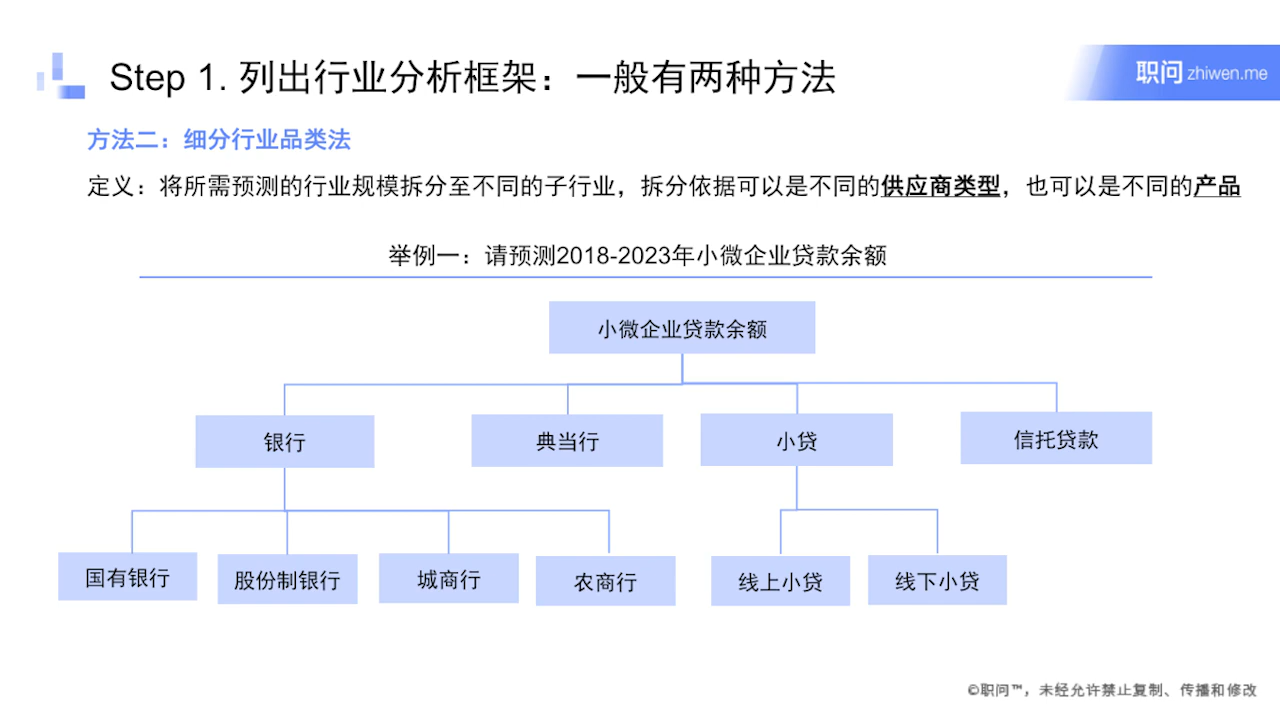 Step 1. 列出行业分析框架：一般有两种方法
职问 zhiwen.me
方法二：细分行业品类法
定义：将所需预测的行业规模拆分至不同的子行业，拆分依据可以是不同的供应商类型，也可以是不同的产品
举例一：请预测2018-2023年小微企业贷款余额
小微企业贷款余额
银行
典当行
小贷
信托贷款
国有银行
股份制银行
城商行
农商行
线上小贷
线下小贷
©职问™，未经允许禁止复制、传播和修改